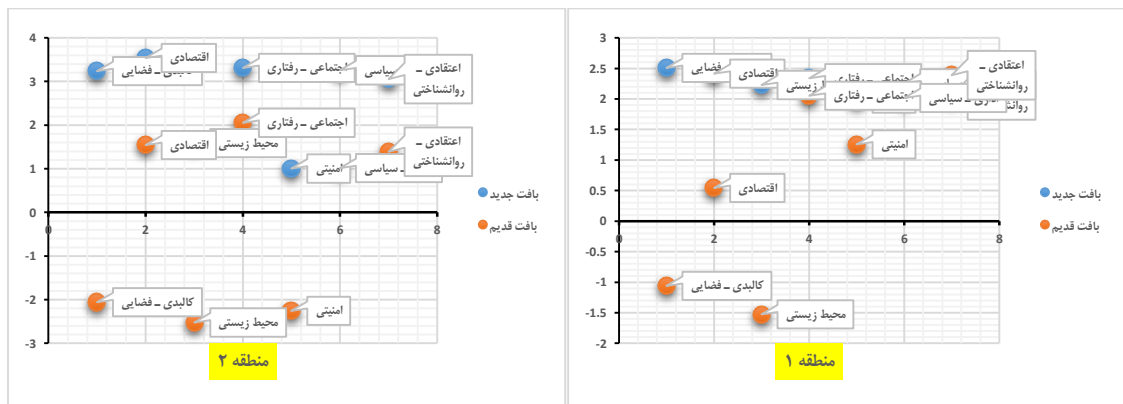 3
2.5
2
1.5
1
0.5
0
-0.5
-1
-1.5
-2
0
2
4
6
8
فضایی
اقتصادی
زیستی
اجتماعی ـ رفتاری
اجتماعی ـ رفتاری
سیاسی
اعتقادی ـ
روانشناختی
امنیتی
اقتصادی
کالبدی ـ فضایی
محیط زیستی
بافت جدید
بافت قدیم
منطقه ۱
4
3
2
1
0
-1
-2
-3
0
2
4
6
8
ـ فضایی
اقتصادی
اجتماعی ـ رفتاری
سیاسی
اعتقادی ـ
روانشناختی
اقتصادی
محیط زیستی
اجتماعی ـ رفتاری
امنیتی
ـ سیاسی
اعتقادی ـ
روانشناختی
کالبدی ـ فضایی
محیط زیستی
امنیتی
بافت جدید
بافت قدیم
منطقه ۲